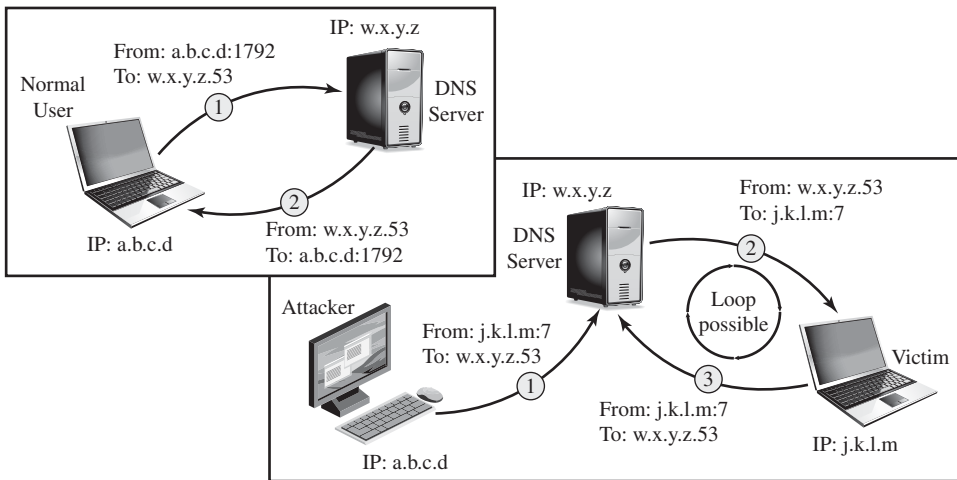 IP: w.x.y.z
From: a.b.c.d:1792
To: w.x.y.z.53
Normal
User
1
DNS
Server
2
From: w.x.y.z.53
To: a.b.c.d:1792
IP: a.b.c.d
IP: w.x.y.z
From: w.x.y.z.53
To: j.k.l.m:7
DNS
Server
2
Attacker
Loop
possible
From: j.k.l.m:7
To: w.x.y.z.53
Victim
1
3
From: j.k.l.m:7
To: w.x.y.z.53
IP: a.b.c.d
IP: j.k.l.m